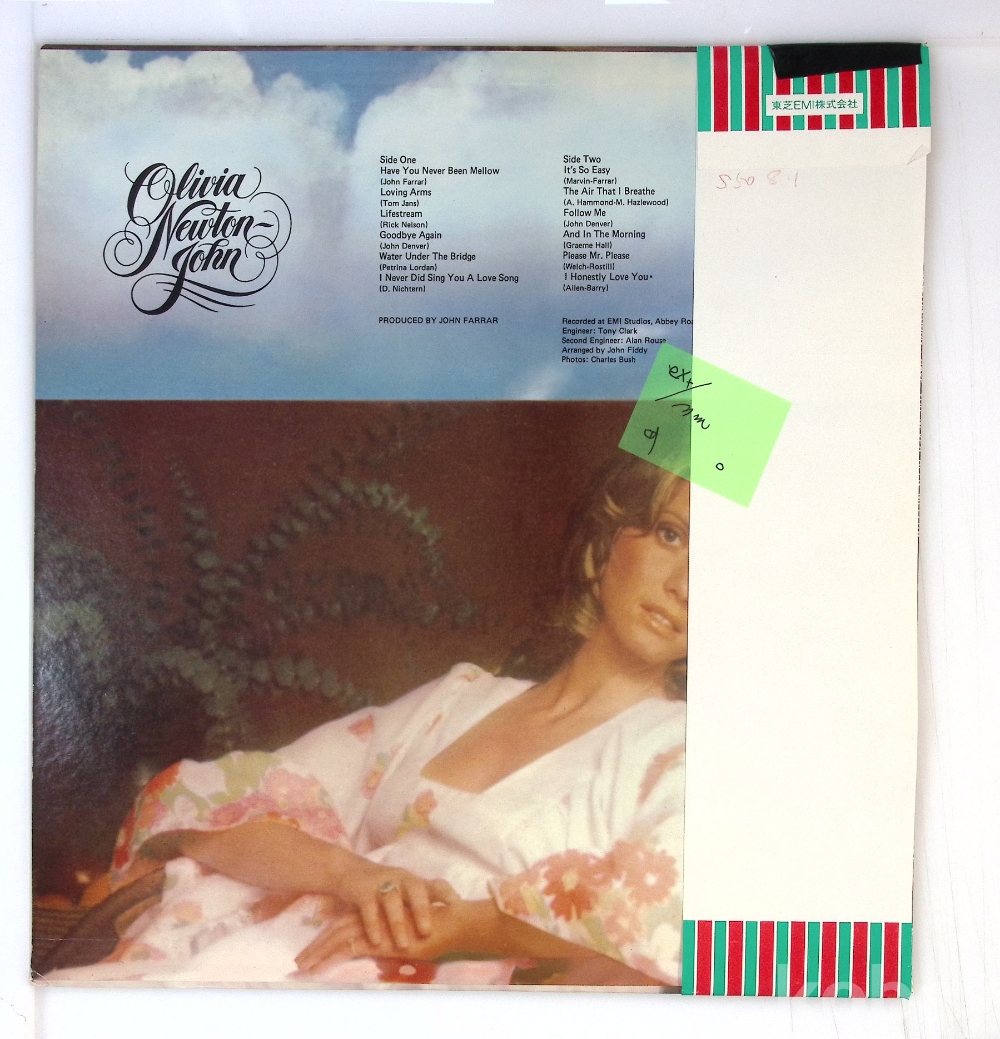 Olivia
Newton-
John
Side One
Have You Never Been Mellow
(John Farrar)
Loving Arms
(Tom Jans)
Lifestream
(Rick Nelson)
Goodbye Again
(John Denver)
Water Under The Bridge
(Petrina Lordan)
I Never Did Sing You A Love Song
(D. Nichtern)
PRODUCED BY JOHN FARRAR
Side Two
It's So Easy
(Marvin-Farrar)
The Air That I Breathe
(A. Hammond-M. Hazlewood)
Follow Me
(John Denver)
And In The Morning
(Graeme Hall)
Please Mr. Please
(Welch-Rostill)
I Honestly Love You*
(Allen-Barry)
Recorded at EMI Studios, Abbey
Engineer: Tony Clark
Second Engineer: Alan Rouse
Arranged by John Fiddy
Photos: Charles Bush
東芝EMI株式会社